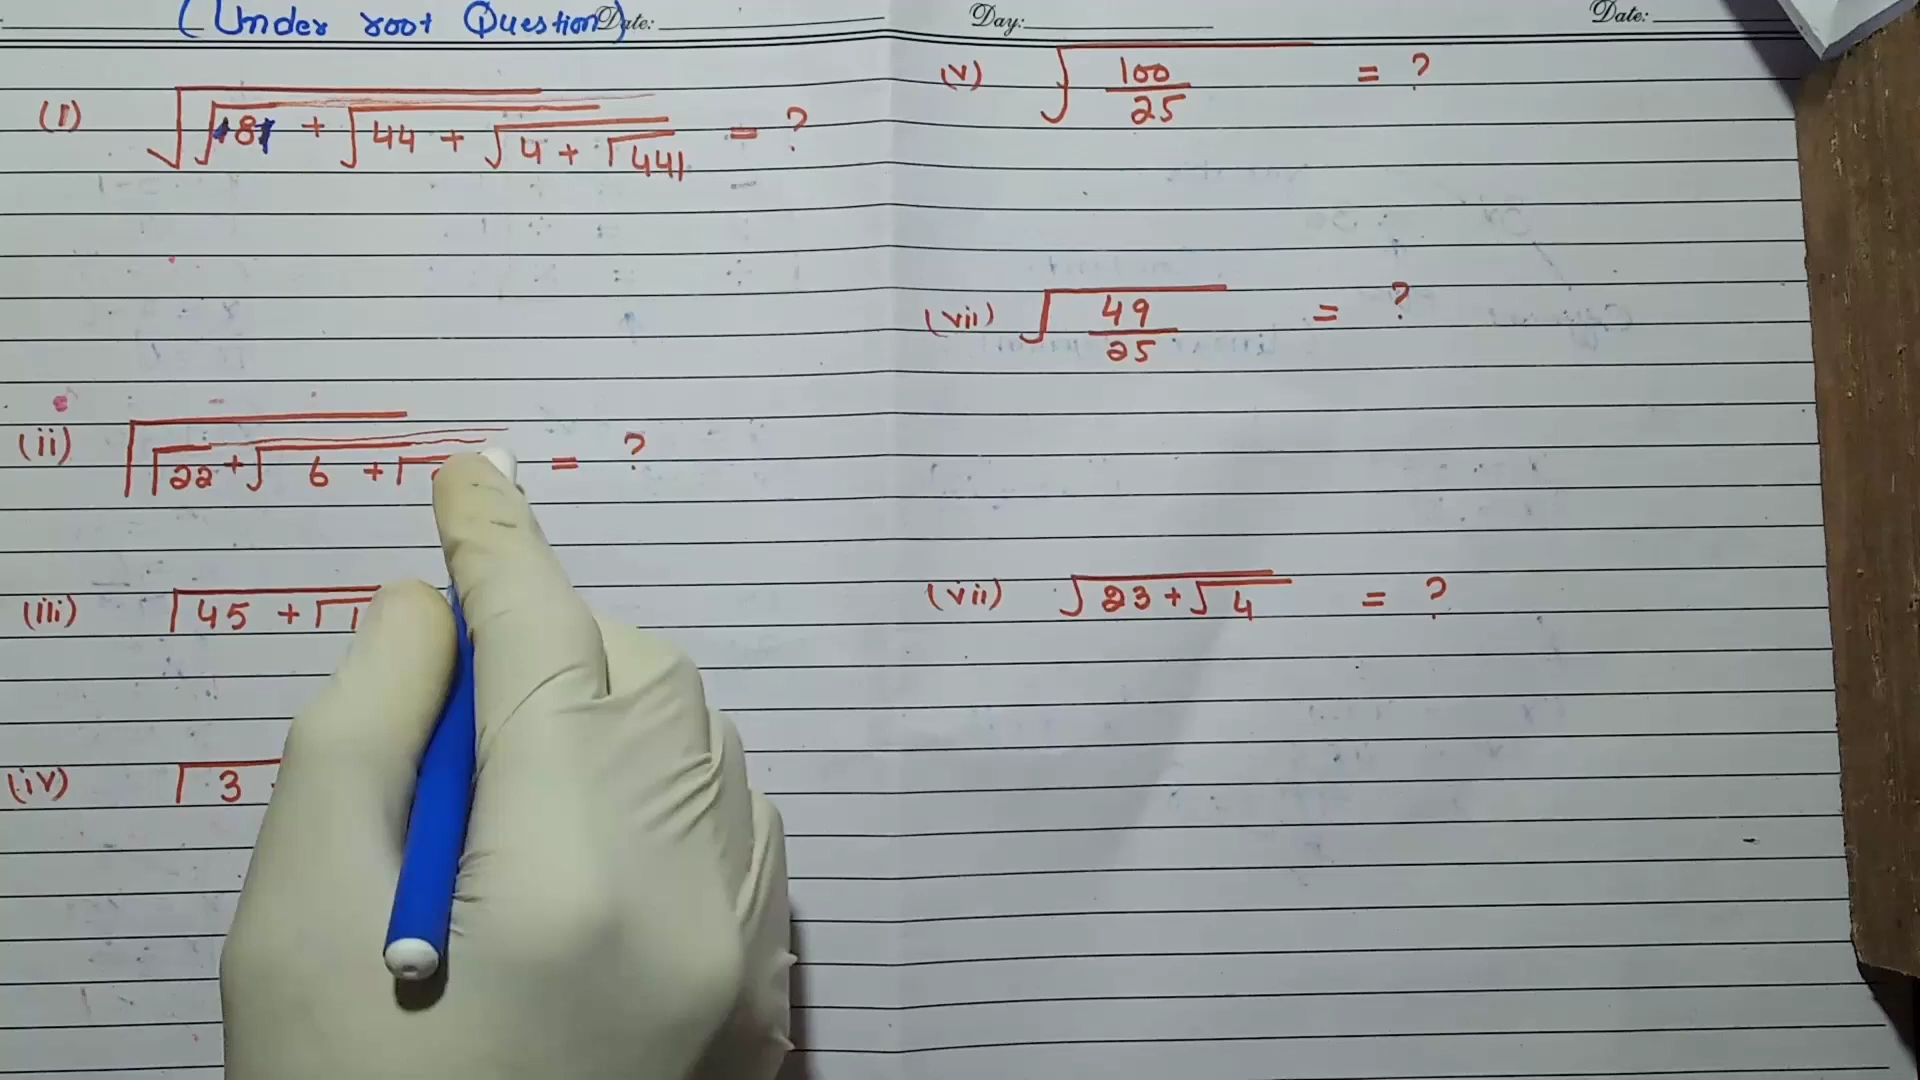 (Under root Question) Date:
(I) √√181 + √44 + √4 + √441 = ?
(ii) √√22 + √6 + √ = ?
(iii) √45 + √1
(iv) √3
Day: Date:
(v) √100/25 = ?
(vii) √49/25 = ?
(vii) √23 + √4 = ?